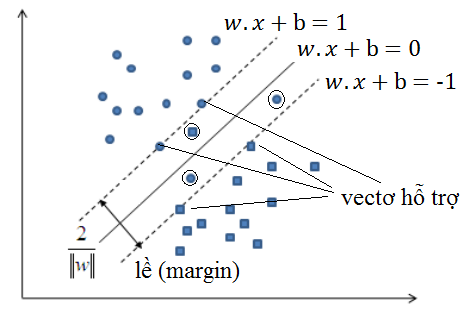 w.x + b = 1
w.x + b = 0
w.x + b = -1
vectơ hỗ trợ
2
‖w‖
lề (margin)